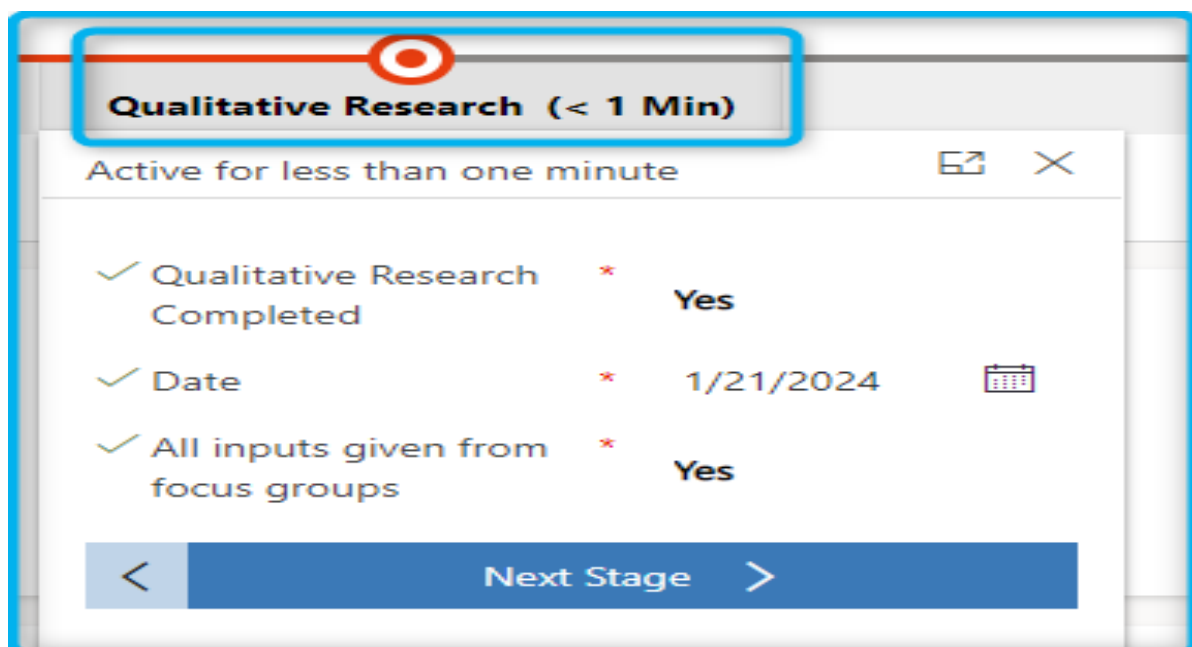 Qualitative Research (< 1 Min)
Active for less than one minute
Qualitative Research *
Completed
Yes
Date * 1/21/2024
All inputs given from *
focus groups
Yes
< Next Stage >